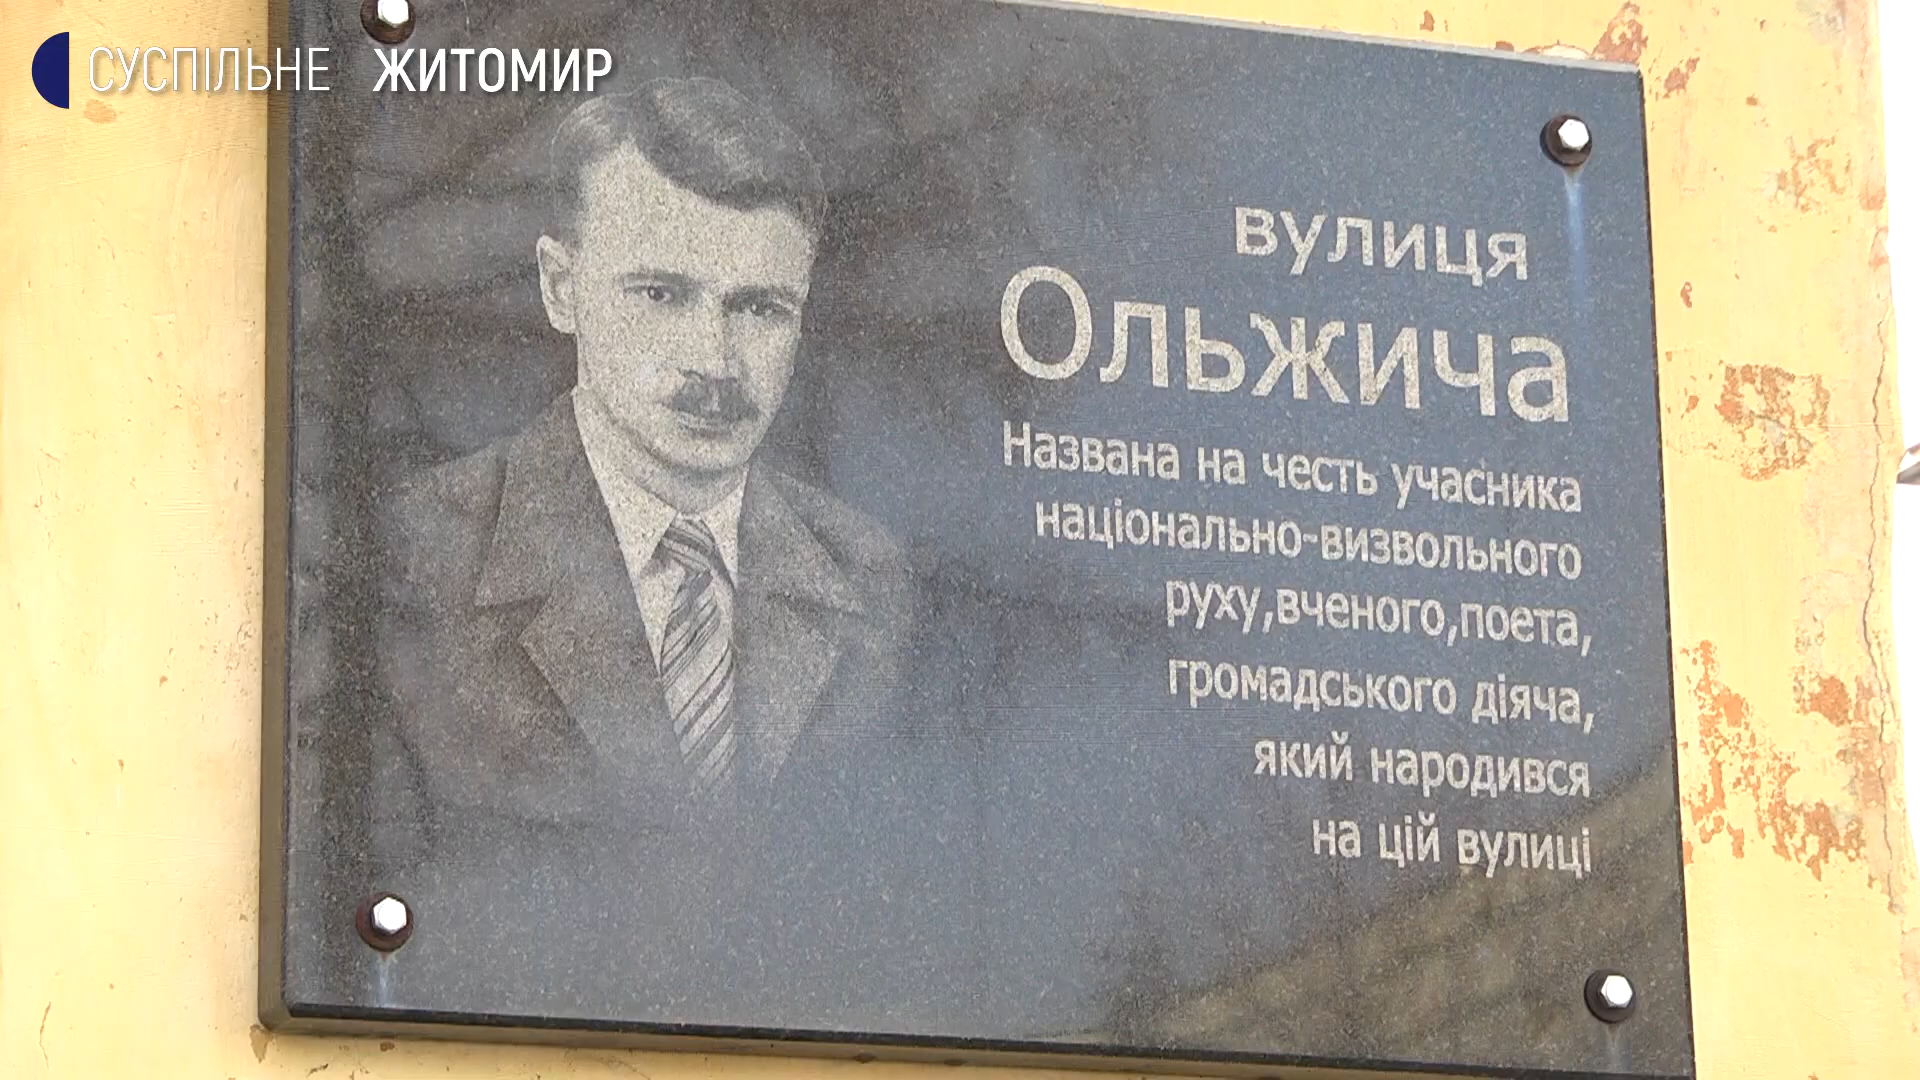 СУСПІЛЬНЕ ЖИТОМИР
вулиця
Ольжича
Названа на честь учасника
національно-визвольного
руху,вченого,поета,
громадського діяча,
який народився
на цій вулиці